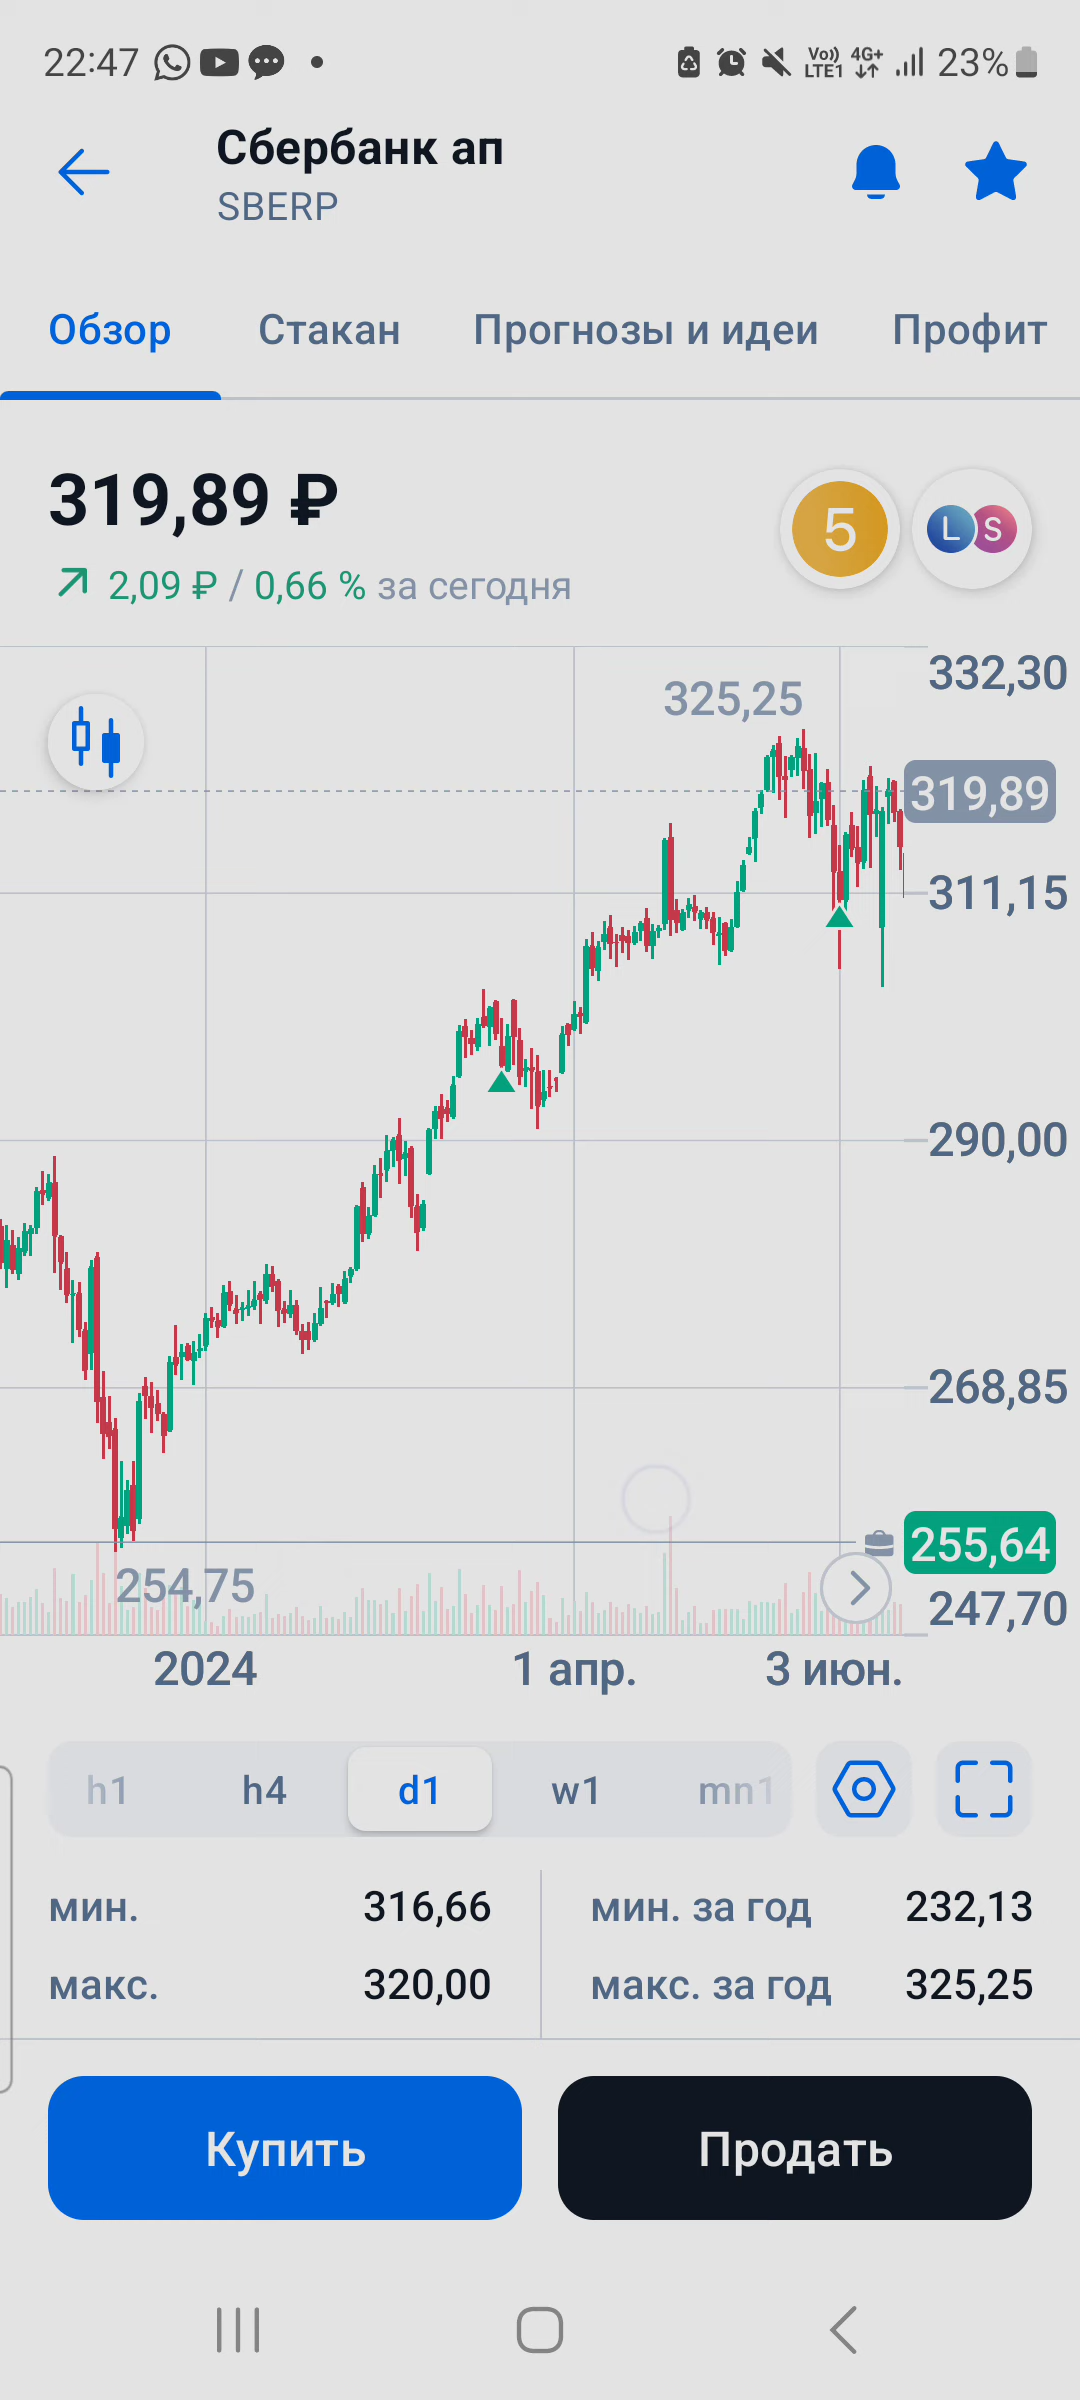 22:47
Vo)) LTE1 4G+ 23%
Сбербанк ап
SBERP
Обзор Стакан Прогнозы и идеи Профит
319,89 ₽
5 L S
2,09 ₽ / 0,66 % за сегодня
332,30
325,25
319,89
311,15
290,00
268,85
255,64
254,75
247,70
2024 1 апр. 3 июн.
h1 h4 d1 w1 mn1
мин. 316,66 мин. за год 232,13
макс. 320,00 макс. за год 325,25
Купить Продать